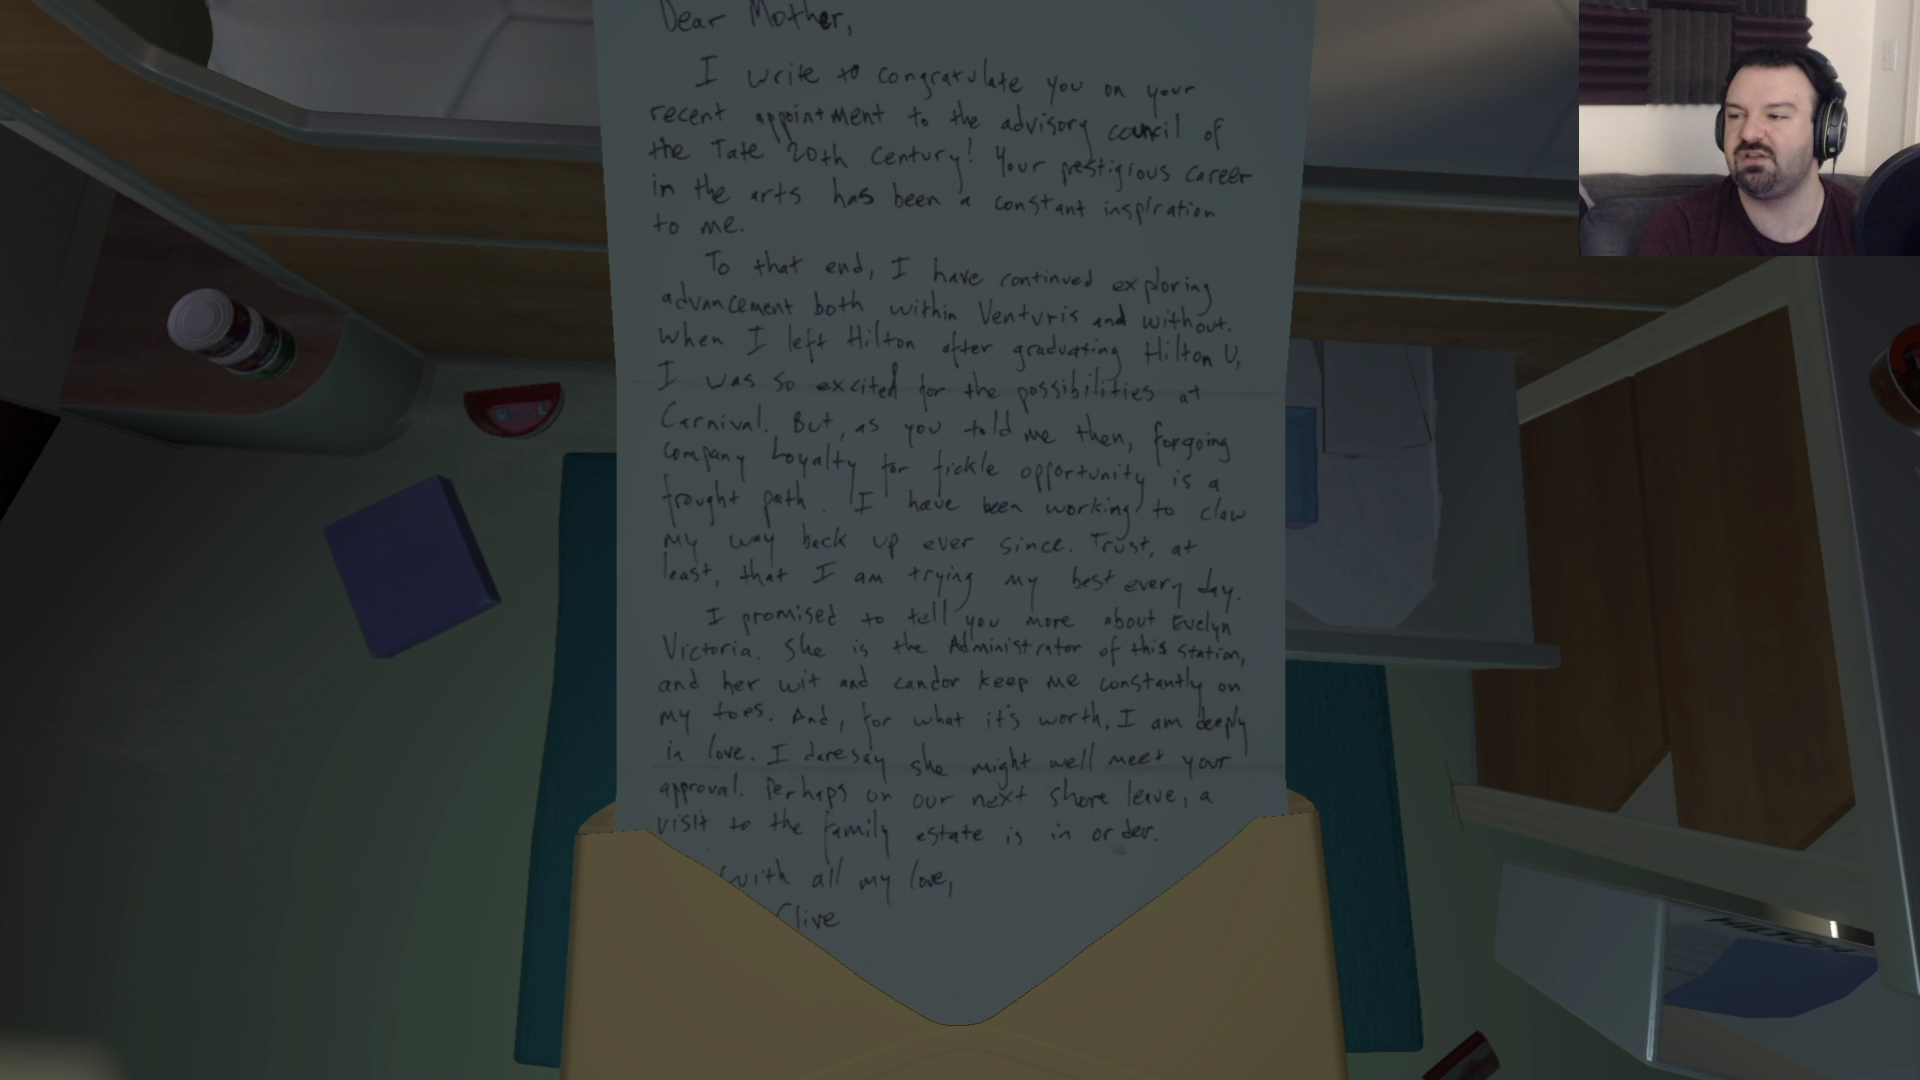 Dear Mother,
I write to congratulate you on your
recent appointment to the advisory council of
the Tate 20th Century! Your prestigious career
in the arts has been a constant inspiration
to me.
To that end, I have continued exploring
advancement both within Venturis and without.
When I left Hilton after graduating Hilton U,
I was so excited for the possibilities at
Carnival. But, as you told me then, forgoing
company loyalty for fickle opportunity is a
frought path. I have been working to claw
my way back up ever since. Trust, at
least, that I am trying my best every day.
I promised to tell you more about Evelyn
Victoria. She is the Administrator of this station,
and her wit and candor keep me constantly on
my toes. And, for what it's worth, I am deeply
in love. I daresay she might well meet your
approval. Perhaps on our next shore leave, a
visit to the family estate is in order.
With all my love,
Clive
HILTON